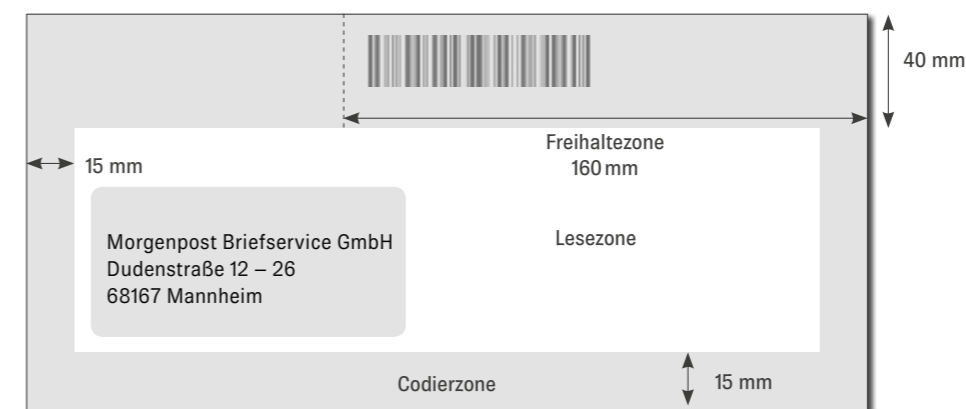 40 mm
Freihaltezone
160 mm
15 mm
Lesezone
Morgenpost Briefservice GmbH
Dudenstraße 12 – 26
68167 Mannheim
Codierzone
15 mm